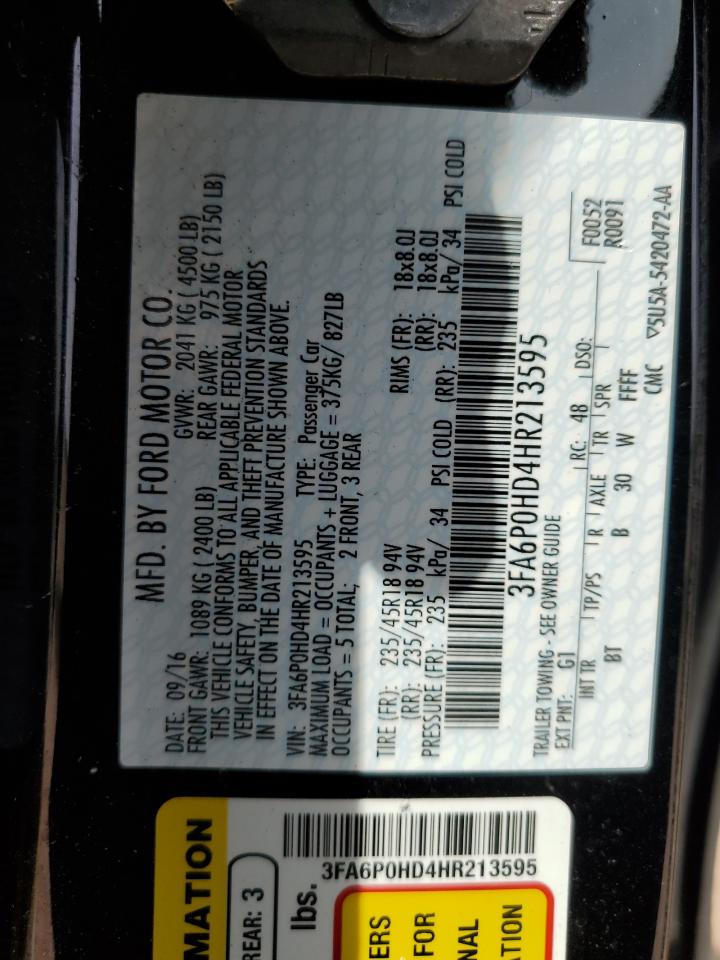 MFD. BY FORD MOTOR CO.
DATE: 09/16 GVWR: 2041 KG ( 4500 LB)
FRONT GAWR: 1089 KG ( 2400 LB) REAR GAWR: 975 KG ( 2150 LB)
THIS VEHICLE CONFORMS TO ALL APPLICABLE FEDERAL MOTOR
VEHICLE SAFETY, BUMPER, AND THEFT PREVENTION STANDARDS
IN EFFECT ON THE DATE OF MANUFACTURE SHOWN ABOVE.
VIN: 3FA6P0HD4HR213595 TYPE: Passenger Car
MAXIMUM LOAD = OCCUPANTS + LUGGAGE = 375KG/ 827LB
OCCUPANTS = 5 TOTAL; 2 FRONT, 3 REAR
TIRE (FR): 235/45R18 94V RIMS (FR): 18x8.0J
(RR): 235/45R18 94V (RR): 18x8.0J
PRESSURE (FR): 235 kPa/ 34 PSI COLD (RR): 235 kPa/ 34 PSI COLD
3FA6P0HD4HR213595
TRAILER TOWING - SEE OWNER GUIDE
EXT PNT: G1 RC: 48 DSO: F0052
INT TR TP/PS R AXLE TR SPR R0091
BT B 30 W FFFF
CMC ▽5U5A-5420472-AA
MATION
REAR: 3
lbs.
3FA6P0HD4HR213595
ERS
FOR
NAL
TION